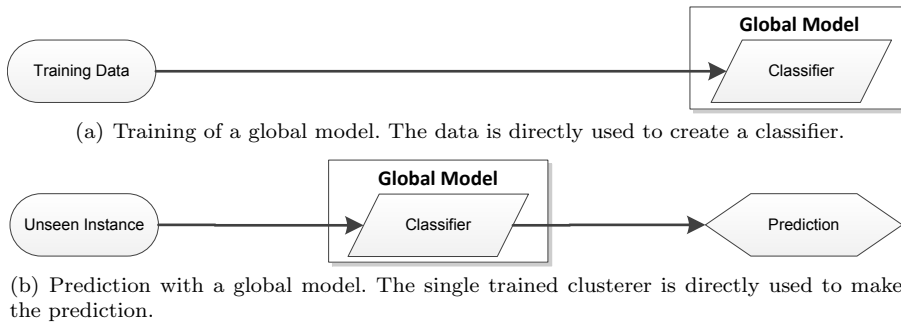 Global Model
Training Data
Classifier
(a) Training of a global model. The data is directly used to create a classifier.
Global Model
Unseen Instance
Classifier
Prediction
(b) Prediction with a global model. The single trained clusterer is directly used to make
the prediction.